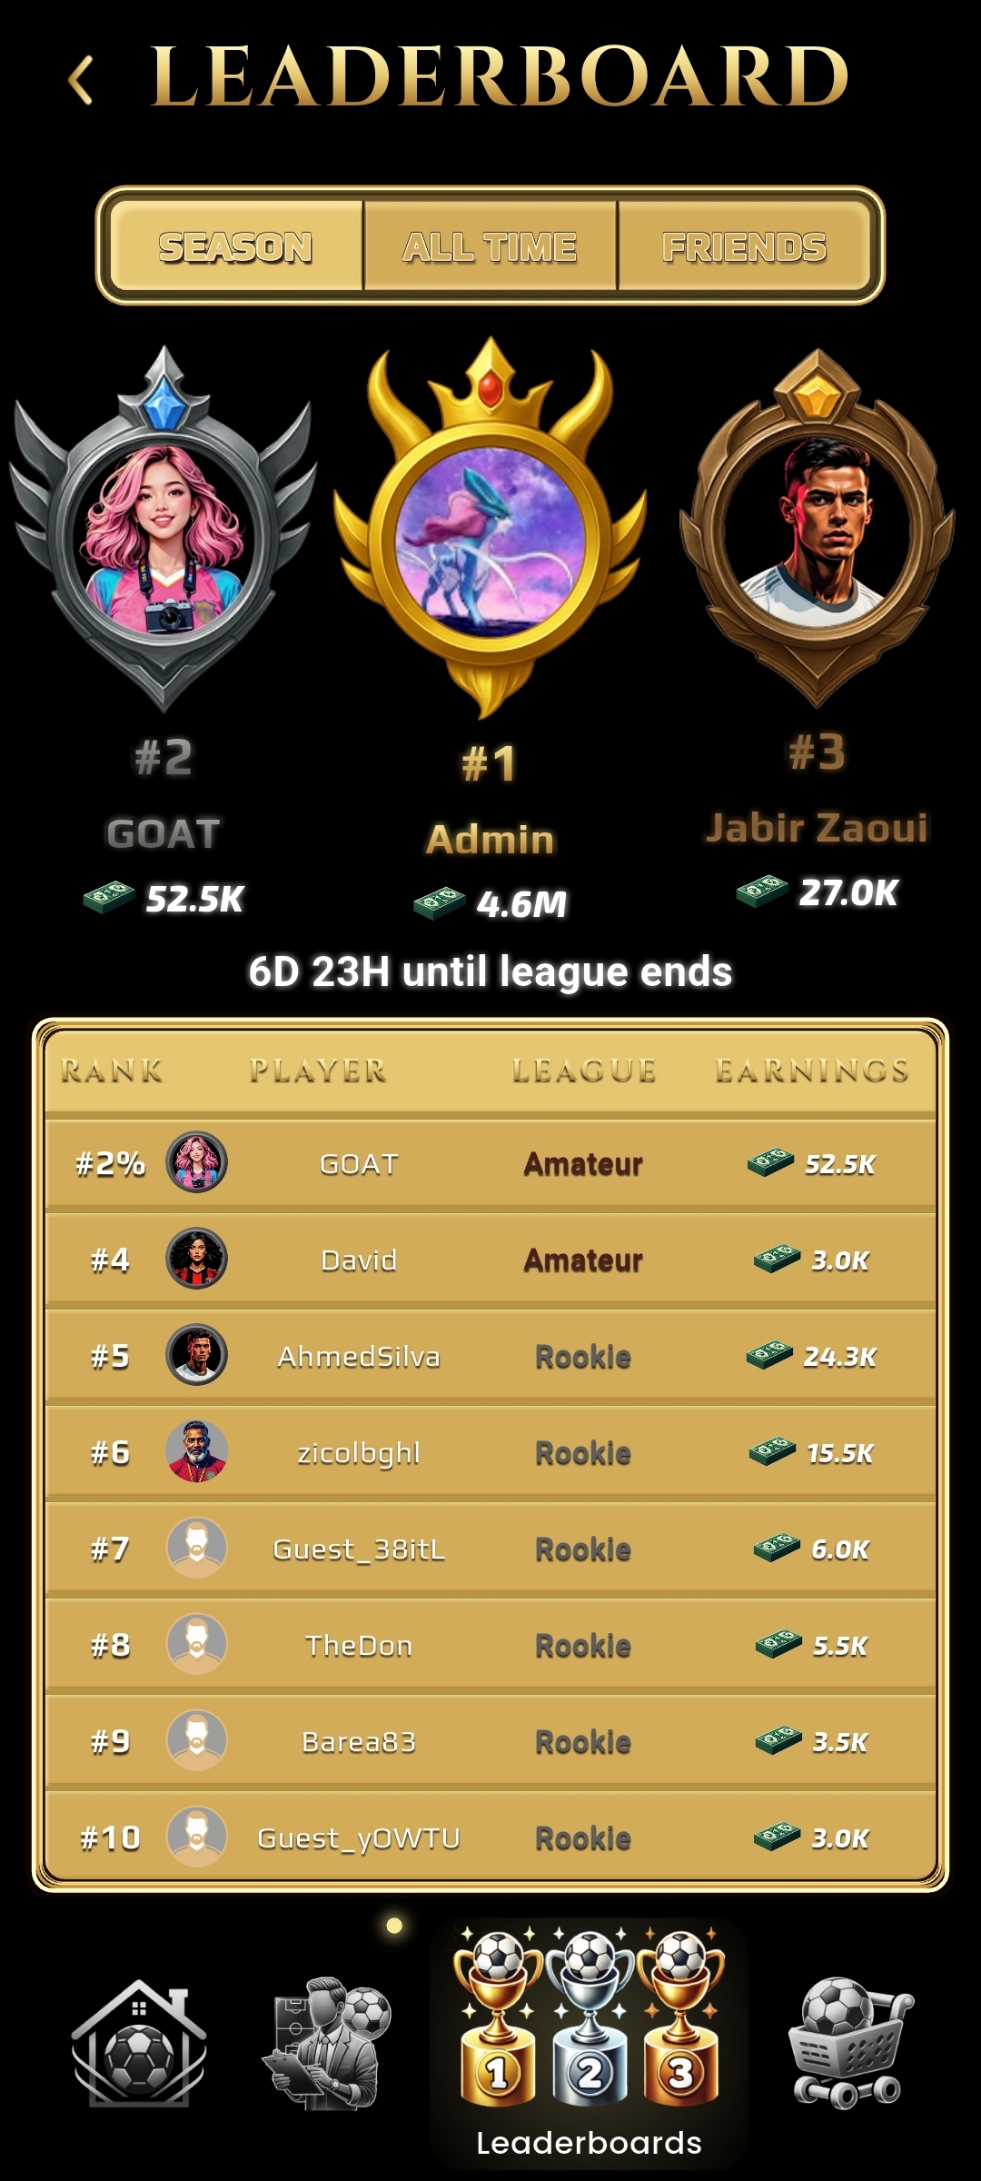 LEADERBOARD
SEASON ALL TIME FRIENDS
#2 #1 #3
GOAT Admin Jabir Zaoui
52.5K 4.6M 27.0K
6D 23H until league ends
RANK PLAYER LEAGUE EARNINGS
#2% GOAT Amateur 52.5K
#4 David Amateur 3.0K
#5 AhmedSilva Rookie 24.3K
#6 zicolbghl Rookie 15.5K
#7 Guest_38itL Rookie 6.0K
#8 TheDon Rookie 5.5K
#9 Barea83 Rookie 3.5K
#10 Guest_yOWTU Rookie 3.0K
1 2 3
Leaderboards